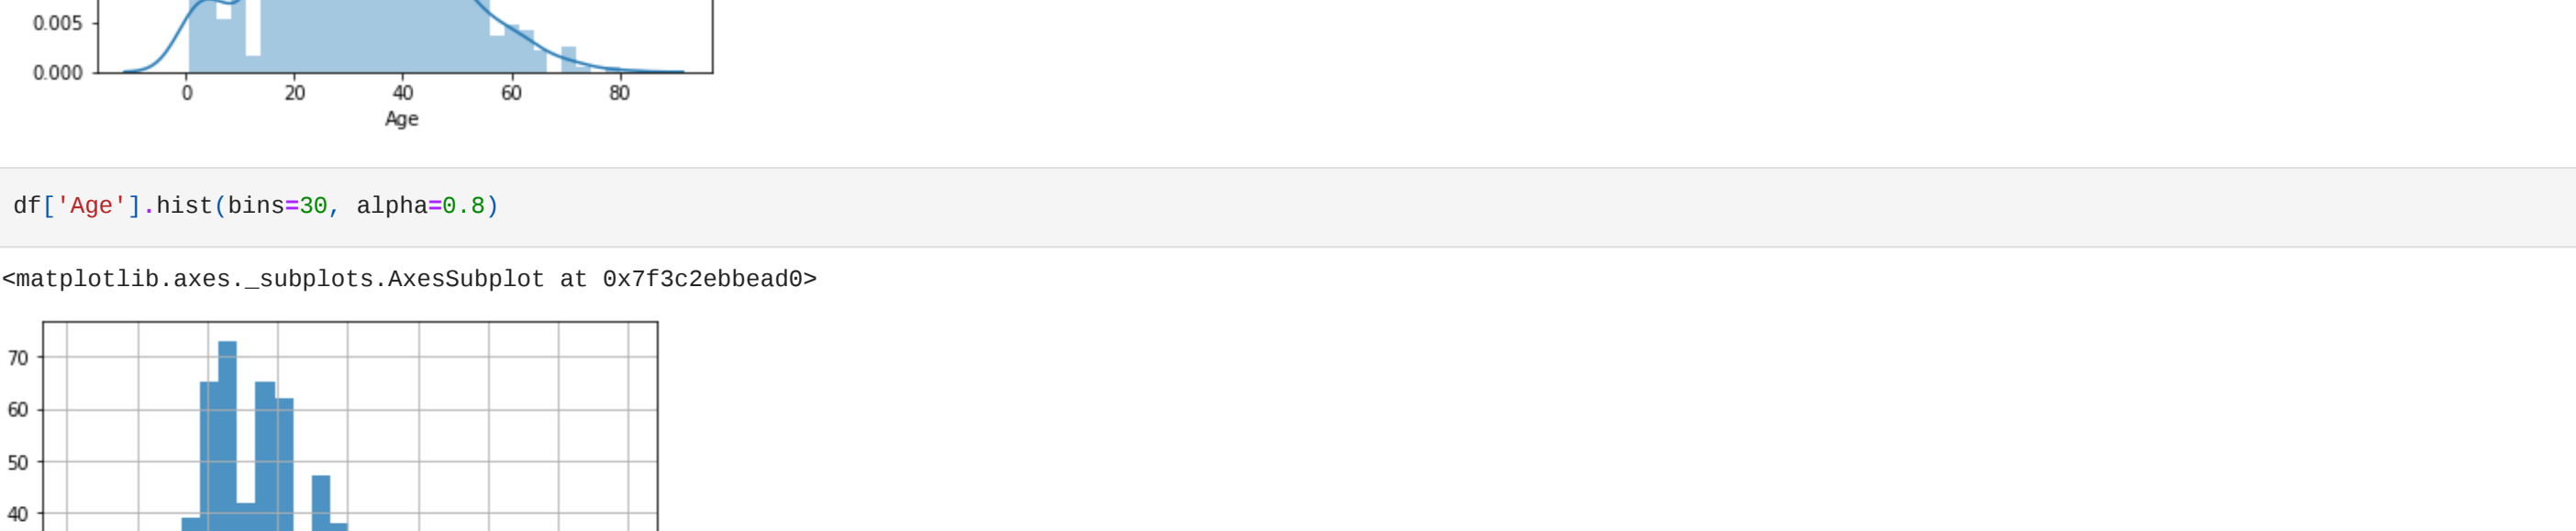 0.005
0.000
0 20 40 60 80
Age
df['Age'].hist(bins=30, alpha=0.8)
<matplotlib.axes._subplots.AxesSubplot at 0x7f3c2ebbead0>
70
60
50
40